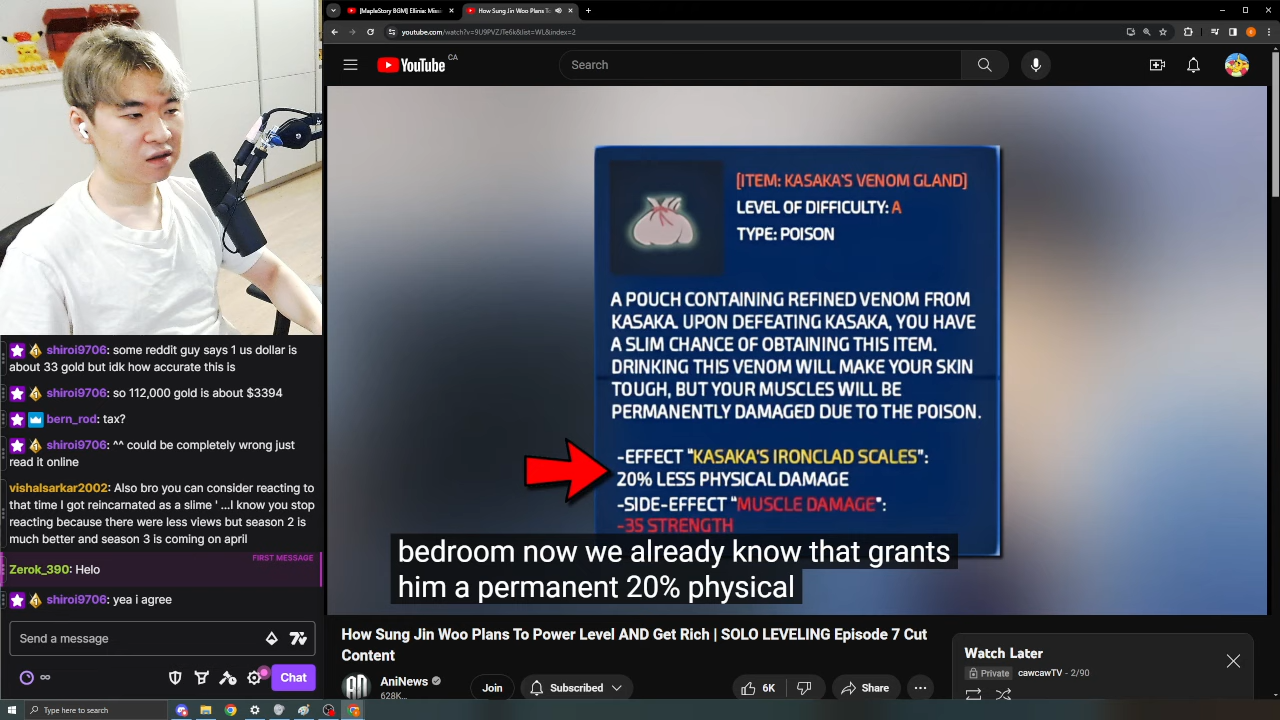 [MapleStory BGM] Ellinia: Missi
How Sung Jin Woo Plans To
youtube.com/watch?v=9U9PVZJTe6k&list=WL&index=2
YouTube CA
Search
[ITEM: KASAKA'S VENOM GLAND]
LEVEL OF DIFFICULTY: A
TYPE: POISON
A POUCH CONTAINING REFINED VENOM FROM
KASAKA. UPON DEFEATING KASAKA, YOU HAVE
A SLIM CHANCE OF OBTAINING THIS ITEM.
DRINKING THIS VENOM WILL MAKE YOUR SKIN
TOUGH, BUT YOUR MUSCLES WILL BE
PERMANENTLY DAMAGED DUE TO THE POISON.
-EFFECT "KASAKA'S IRONCLAD SCALES":
20% LESS PHYSICAL DAMAGE
-SIDE-EFFECT "MUSCLE DAMAGE":
-35 STRENGTH
bedroom now we already know that grants
him a permanent 20% physical
How Sung Jin Woo Plans To Power Level AND Get Rich | SOLO LEVELING Episode 7 Cut
Content
AniNews
628K...
Join
Subscribed
6K
Share
Watch Later
Private cawcawTV - 2/90
shiroi9706: some reddit guy says 1 us dollar is
about 33 gold but idk how accurate this is
shiroi9706: so 112,000 gold is about $3394
bern_rod: tax?
shiroi9706: ^^ could be completely wrong just
read it online
vishalsarkar2002: Also bro you can consider reacting to
that time I got reincarnated as a slime ' ...I know you stop
reacting because there were less views but season 2 is
much better and season 3 is coming on april
FIRST MESSAGE
Zerok_390: Helo
shiroi9706: yea i agree
Send a message
Chat
Type here to search